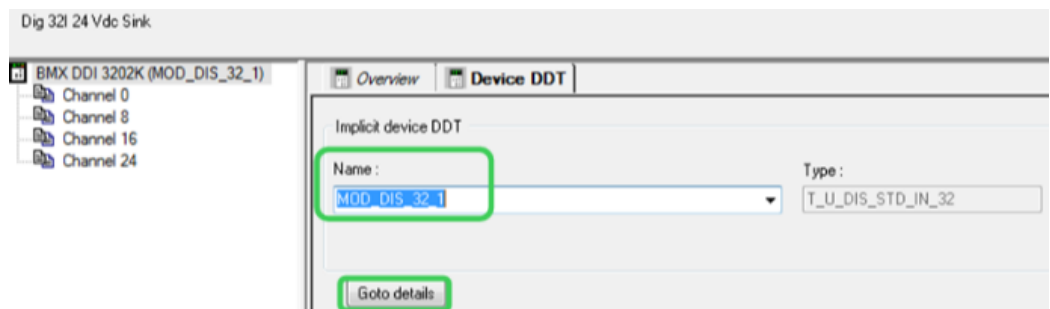 Dig 32I 24 Vdc Sink
BMX DDI 3202K (MOD_DIS_32_1)
Channel 0
Channel 8
Channel 16
Channel 24
Overview
Device DDT
Implicit device DDT
Name :
Type :
MOD_DIS_32_1
T_U_DIS_STD_IN_32
Goto details